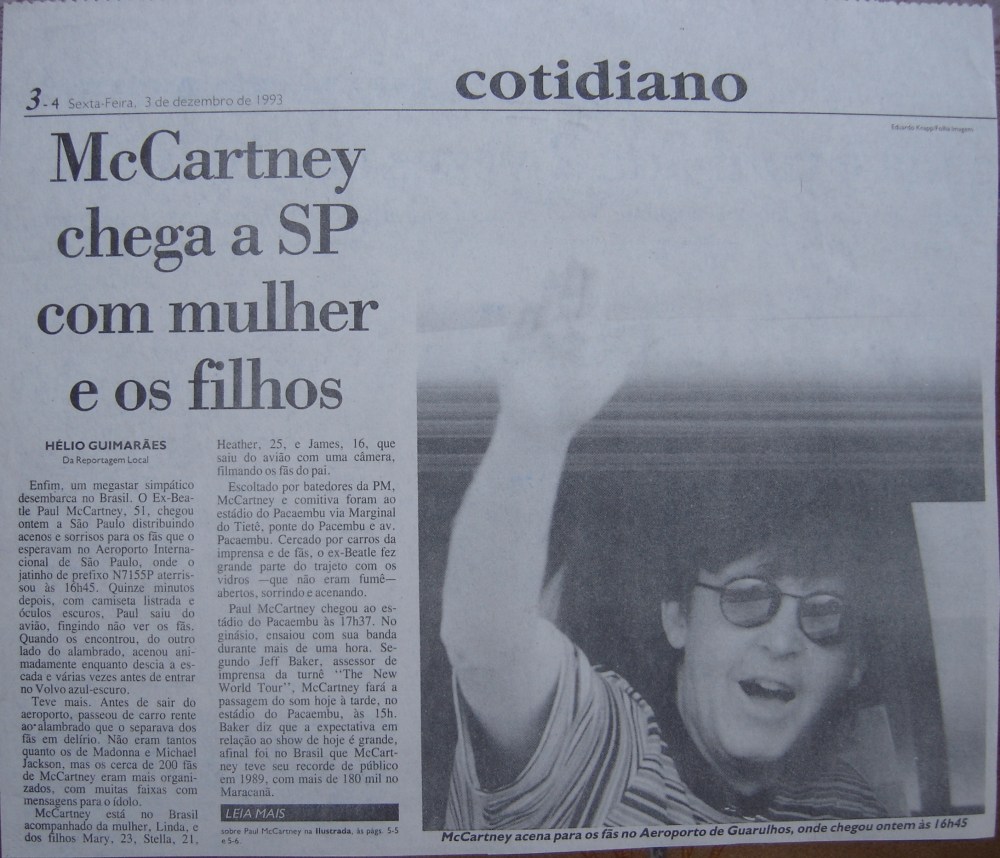 3-4 Sexta-Feira, 3 de dezembro de 1993
cotidiano
Eduardo Knapp/Folha Imagem
McCartney
chega a SP
com mulher
e os filhos
HÉLIO GUIMARÃES
Da Reportagem Local
Enfim, um megastar simpático
desembarca no Brasil. O Ex-Bea-
tle Paul McCartney, 51, chegou
ontem a São Paulo distribuindo
acenos e sorrisos para os fãs que o
esperavam no Aeroporto Interna-
cional de São Paulo, onde o
jatinho de prefixo N7155P aterris-
sou às 16h45. Quinze minutos
depois, com camiseta listrada e
óculos escuros, Paul saiu do
avião, fingindo não ver os fãs.
Quando os encontrou, do outro
lado do alambrado, acenou ani-
madamente enquanto descia a es-
cada e várias vezes antes de entrar
no Volvo azul-escuro.
Teve mais. Antes de sair do
aeroporto, passeou de carro rente
ao alambrado que o separava dos
fãs em delírio. Não eram tantos
quanto os de Madonna e Michael
Jackson, mas os cerca de 200 fãs
de McCartney eram mais organi-
zados, com muitas faixas com
mensagens para o ídolo.
McCartney está no Brasil
acompanhado da mulher, Linda, e
dos filhos Mary, 23, Stella, 21,
Heather, 25, e James, 16, que
saiu do avião com uma câmera,
filmando os fãs do pai.
Escoltado por batedores da PM,
McCartney e comitiva foram ao
estádio do Pacaembu via Marginal
do Tietê, ponte do Pacembu e av.
Pacaembu. Cercado por carros da
imprensa e de fãs, o ex-Beatle fez
grande parte do trajeto com os
vidros —que não eram fumê—
abertos, sorrindo e acenando.
Paul McCartney chegou ao es-
tádio do Pacaembu às 17h37. No
ginásio, ensaiou com sua banda
durante mais de uma hora. Se-
gundo Jeff Baker, assessor de
imprensa da turnê "The New
World Tour", McCartney fará a
passagem do som hoje à tarde, no
estádio do Pacaembu, às 15h.
Baker diz que a expectativa em
relação ao show de hoje é grande,
afinal foi no Brasil que McCart-
ney teve seu recorde de público
em 1989, com mais de 180 mil no
Maracanã.
LEIA MAIS
sobre Paul McCartney na Ilustrada, às págs. 5-5
e 5-6
McCartney acena para os fãs no Aeroporto de Guarulhos, onde chegou ontem às 16h45